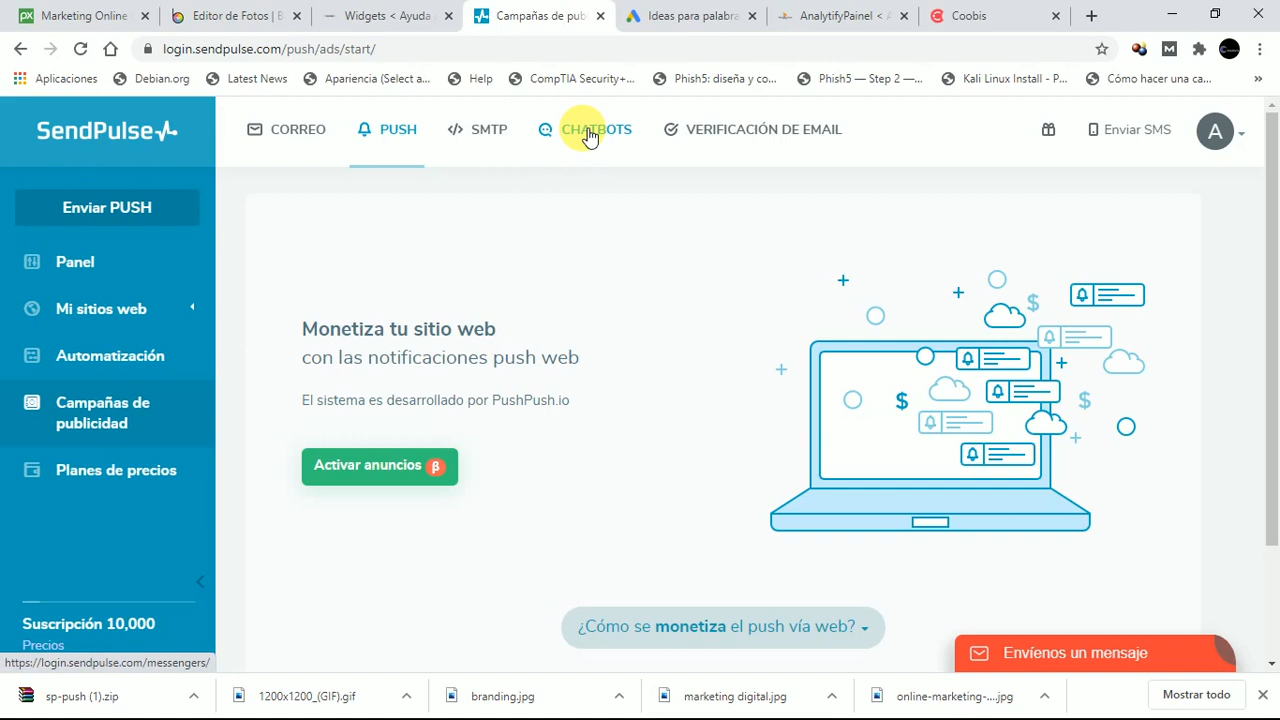 Marketing Online
Editor de Fotos | B
Widgets < Ayuda
Campañas de pub
Ideas para palabra
AnalytifyPainel < A
Coobis
login.sendpulse.com/push/ads/start/
M
Aplicaciones
Debian.org
Latest News
Apariencia (Select a...
Help
CompTIA Security+...
Phish5: diseña y co...
Phish5 — Step 2 —...
Kali Linux Install - P...
Cómo hacer una ca...
»
SendPulse
CORREO
PUSH
SMTP
CHATBOTS
VERIFICACIÓN DE EMAIL
Enviar SMS
A
Enviar PUSH
Panel
Mi sitios web
Automatización
Campañas de
publicidad
Planes de precios
Suscripción 10,000
Precios
Monetiza tu sitio web
con las notificaciones push web
El sistema es desarrollado por PushPush.io
Activar anuncios β
¿Cómo se monetiza el push vía web?
Envíenos un mensaje
https://login.sendpulse.com/messengers/
sp-push (1).zip
1200x1200_(GIF).gif
branding.jpg
marketing digital.jpg
online-marketing-....jpg
Mostrar todo